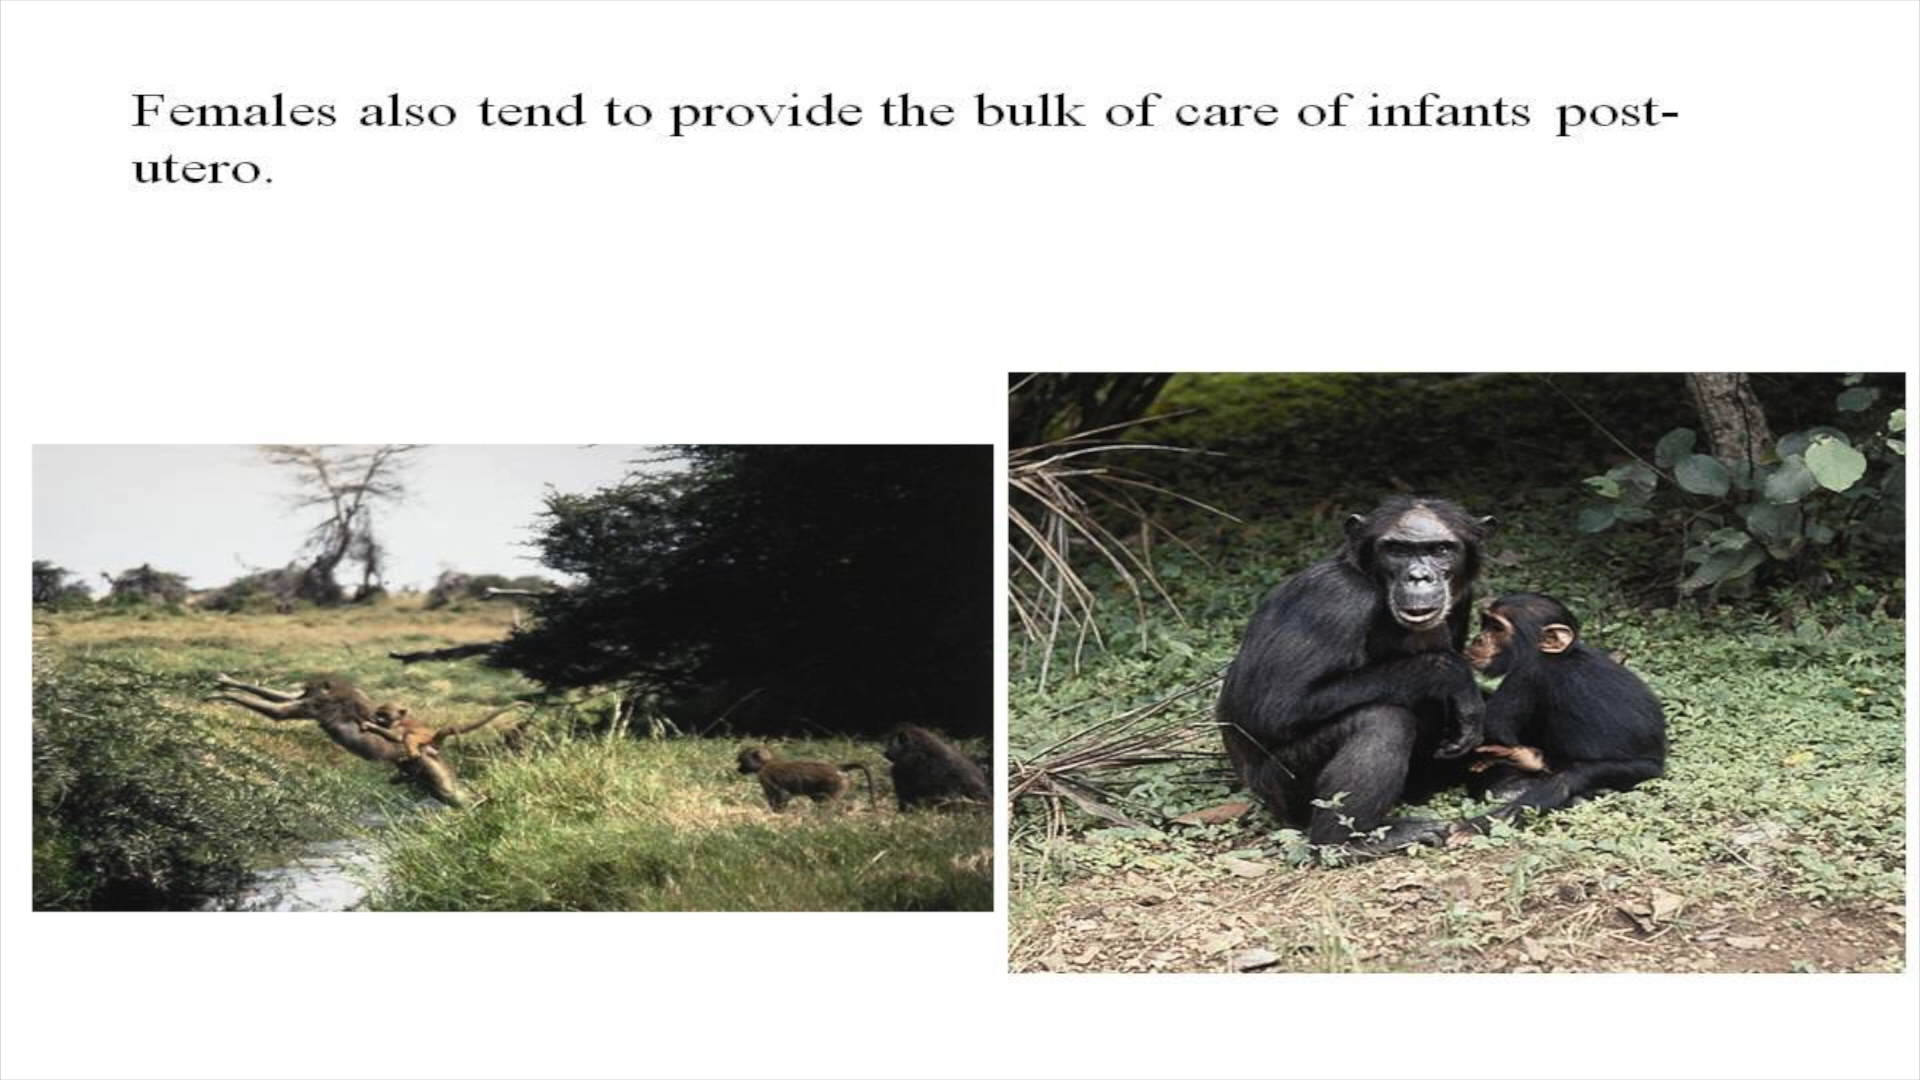 Females also tend to provide the bulk of care of infants post-
utero.